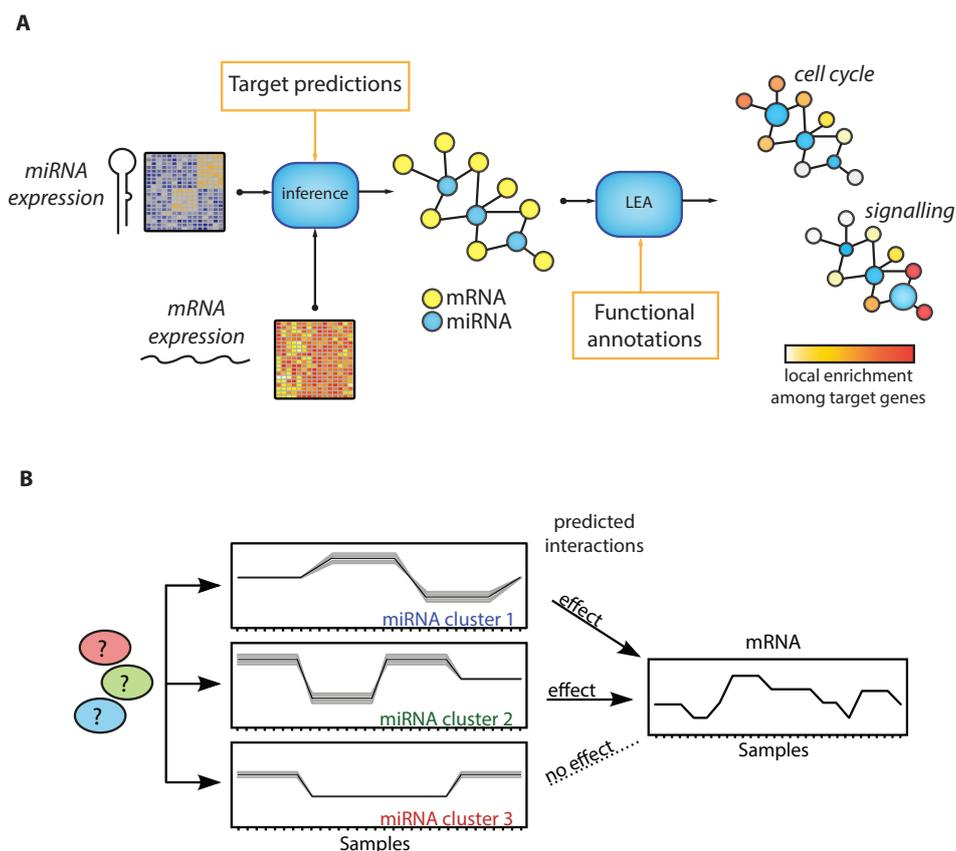 A
Target predictions
miRNA
expression
inference
mRNA
expression
mRNA
miRNA
LEA
Functional
annotations
cell cycle
signalling
local enrichment
among target genes
B
predicted
interactions
miRNA cluster 1
miRNA cluster 2
miRNA cluster 3
Samples
?
?
?
effect
effect
no effect
mRNA
Samples